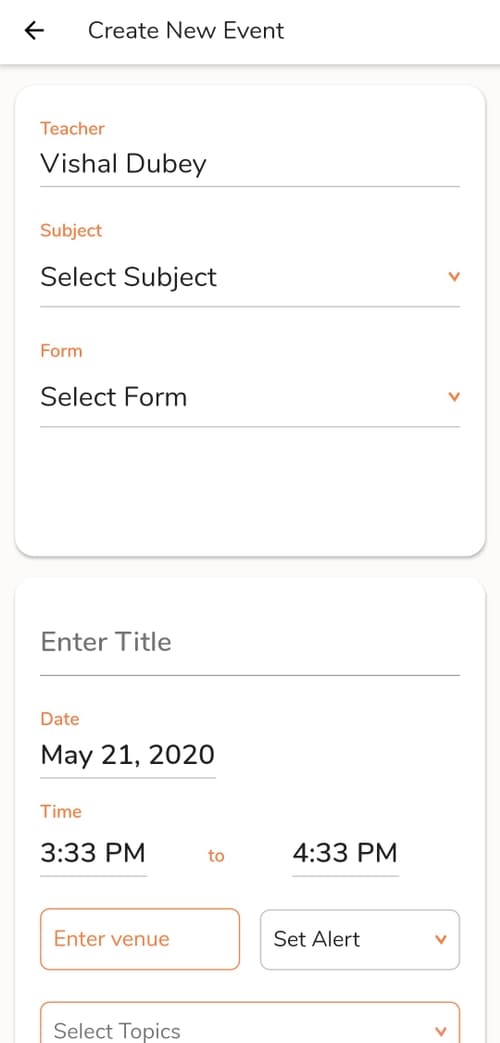 Create New Event
Teacher
Vishal Dubey
Subject
Select Subject
Form
Select Form
Enter Title
Date
May 21, 2020
Time
3:33 PM to 4:33 PM
Enter venue Set Alert
Select Topics